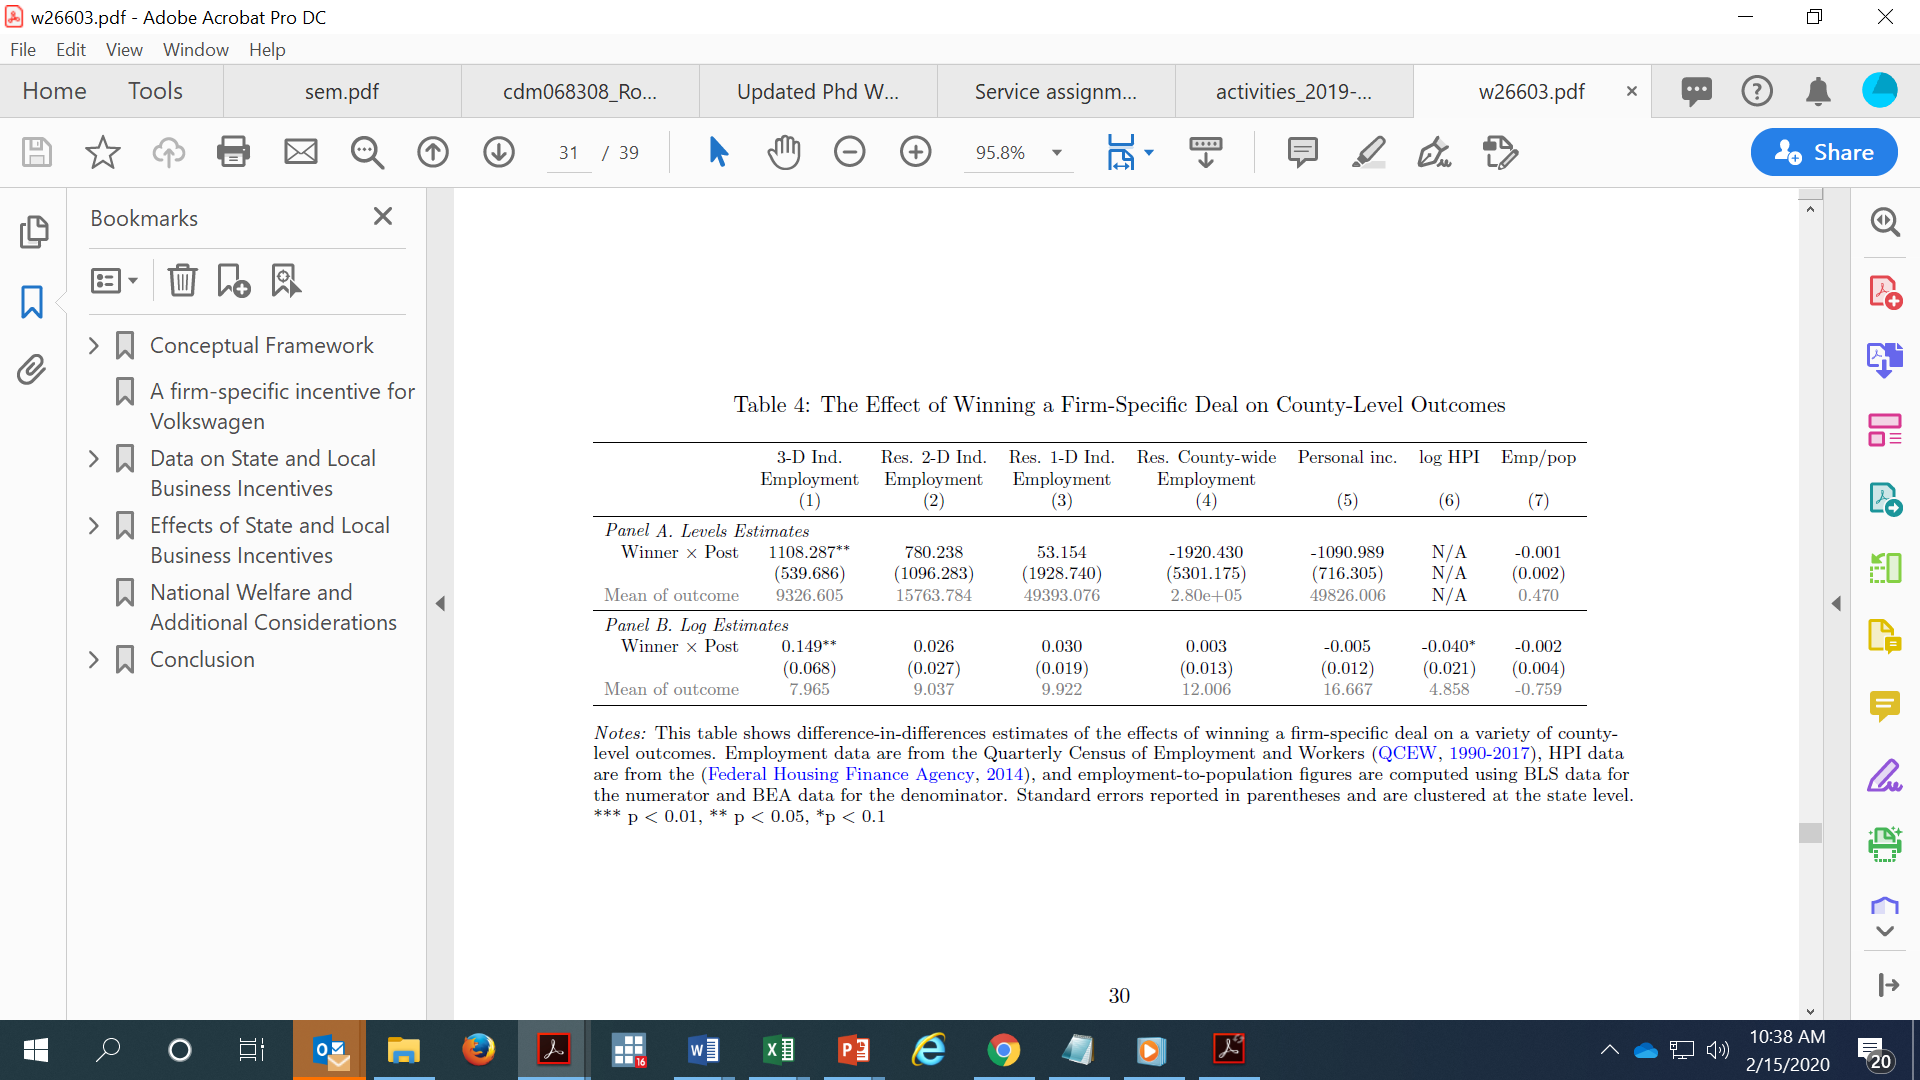 w26603.pdf - Adobe Acrobat Pro DC
File Edit View Window Help
Home Tools sem.pdf cdm068308_Ro... Updated Phd W... Service assignm... activities_2019-... w26603.pdf ×
31 / 39 95.8% Share
Bookmarks
Conceptual Framework
A firm-specific incentive for
Volkswagen
Data on State and Local
Business Incentives
Effects of State and Local
Business Incentives
National Welfare and
Additional Considerations
Conclusion
Table 4: The Effect of Winning a Firm-Specific Deal on County-Level Outcomes
3-D Ind. Res. 2-D Ind. Res. 1-D Ind. Res. County-wide Personal inc. log HPI Emp/pop
Employment Employment Employment Employment
(1) (2) (3) (4) (5) (6) (7)
Panel A. Levels Estimates
Winner × Post 1108.287** 780.238 53.154 -1920.430 -1090.989 N/A -0.001
(539.686) (1096.283) (1928.740) (5301.175) (716.305) N/A (0.002)
Mean of outcome 9326.605 15763.784 49393.076 2.80e+05 49826.006 N/A 0.470
Panel B. Log Estimates
Winner × Post 0.149** 0.026 0.030 0.003 -0.005 -0.040* -0.002
(0.068) (0.027) (0.019) (0.013) (0.012) (0.021) (0.004)
Mean of outcome 7.965 9.037 9.922 12.006 16.667 4.858 -0.759
Notes: This table shows difference-in-differences estimates of the effects of winning a firm-specific deal on a variety of county-
level outcomes. Employment data are from the Quarterly Census of Employment and Workers (QCEW, 1990-2017), HPI data
are from the (Federal Housing Finance Agency, 2014), and employment-to-population figures are computed using BLS data for
the numerator and BEA data for the denominator. Standard errors reported in parentheses and are clustered at the state level.
*** p < 0.01, ** p < 0.05, *p < 0.1
30
10:38 AM
2/15/2020
20
16